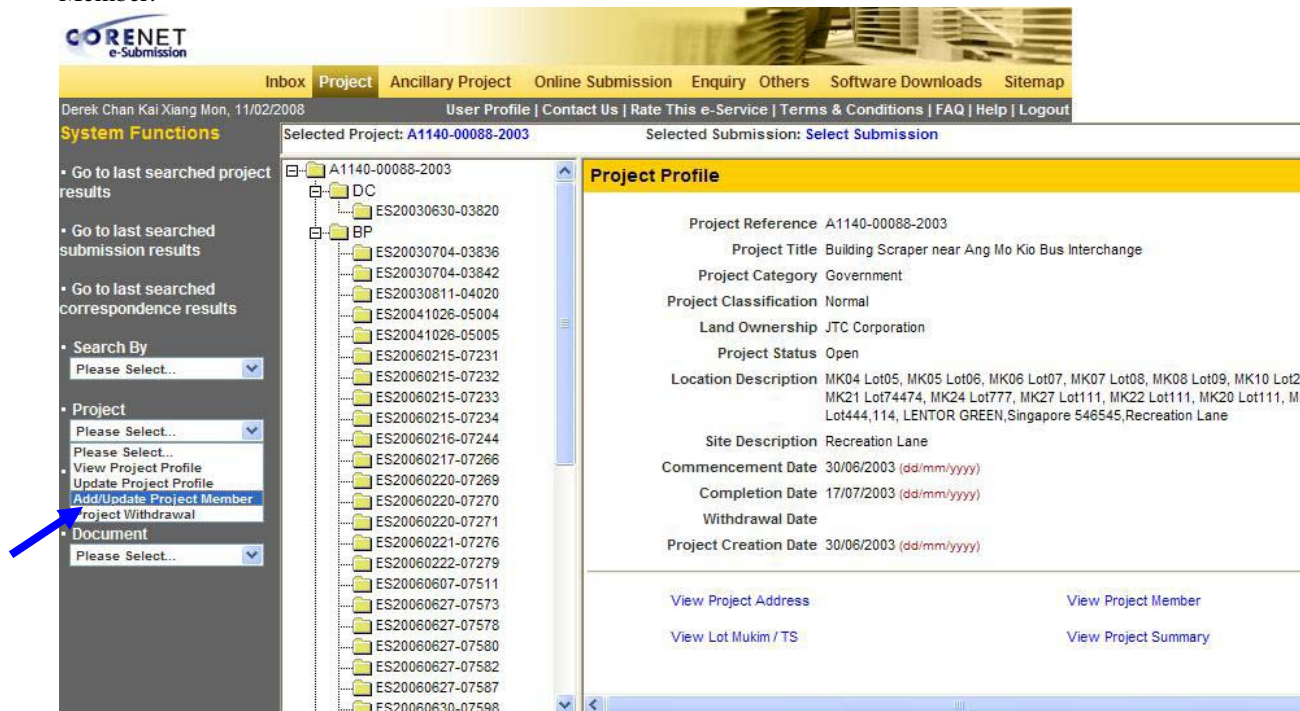 Member.
CORENET
e-Submission
Inbox Project Ancillary Project Online Submission Enquiry Others Software Downloads Sitemap
Derek Chan Kai Xiang Mon, 11/02/2008 User Profile | Contact Us | Rate This e-Service | Terms & Conditions | FAQ | Help | Logout
System Functions
Selected Project: A1140-00088-2003 Selected Submission: Select Submission
Go to last searched project results
Go to last searched submission results
Go to last searched correspondence results
Search By
Please Select...
Project
Please Select...
Please Select...
View Project Profile
Update Project Profile
Add/Update Project Member
Project Withdrawal
Document
Please Select...
A1140-00088-2003
DC
ES20030630-03820
BP
ES20030704-03836
ES20030704-03842
ES20030811-04020
ES20041026-05004
ES20041026-05005
ES20060215-07231
ES20060215-07232
ES20060215-07233
ES20060215-07234
ES20060216-07244
ES20060217-07266
ES20060220-07269
ES20060220-07270
ES20060220-07271
ES20060221-07276
ES20060222-07279
ES20060607-07511
ES20060627-07573
ES20060627-07578
ES20060627-07580
ES20060627-07582
ES20060627-07587
ES20060630-07598
Project Profile
Project Reference A1140-00088-2003
Project Title Building Scraper near Ang Mo Kio Bus Interchange
Project Category Government
Project Classification Normal
Land Ownership JTC Corporation
Project Status Open
Location Description MK04 Lot05, MK05 Lot06, MK06 Lot07, MK07 Lot08, MK08 Lot09, MK10 Lot2
MK21 Lot74474, MK24 Lot777, MK27 Lot111, MK22 Lot111, MK20 Lot111, M
Lot444,114, LENTOR GREEN,Singapore 546545,Recreation Lane
Site Description Recreation Lane
Commencement Date 30/06/2003 (dd/mm/yyyy)
Completion Date 17/07/2003 (dd/mm/yyyy)
Withdrawal Date
Project Creation Date 30/06/2003 (dd/mm/yyyy)
View Project Address View Project Member
View Lot Mukim / TS View Project Summary